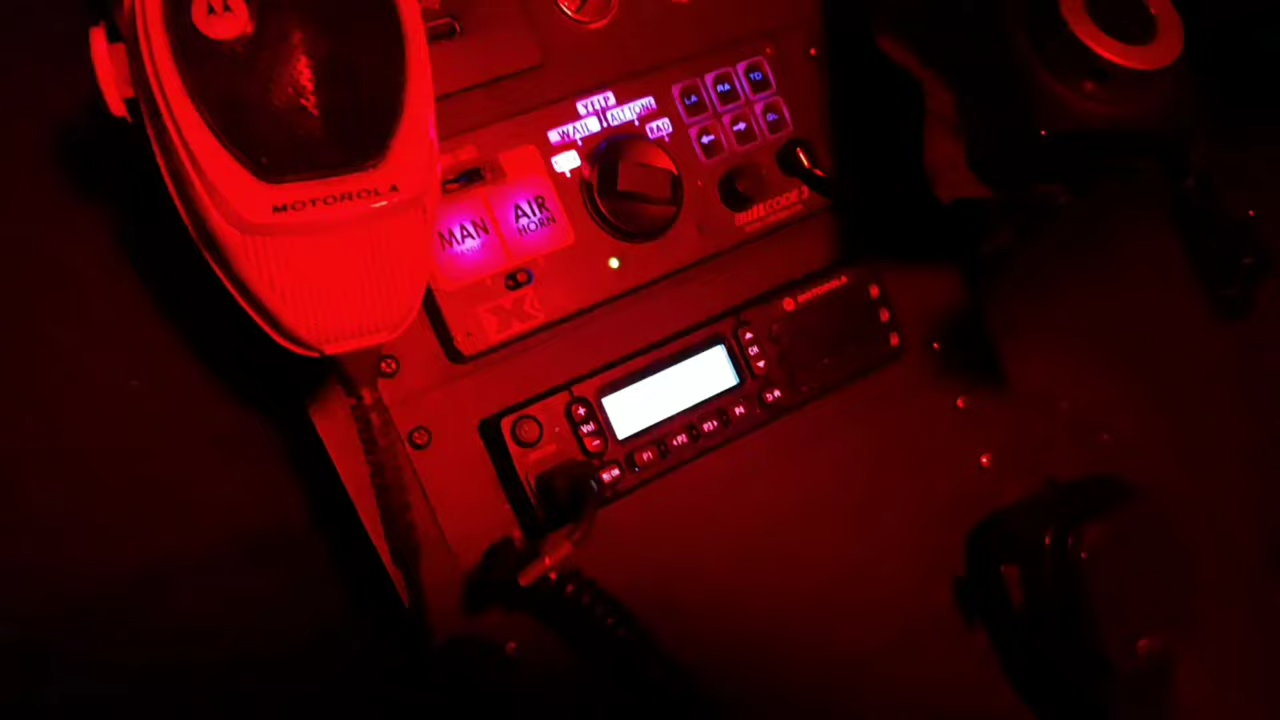 MOTOROLA
YELP
WAIL
ALT TONE
RAD
LA
RA
TD
MAN
AIR
HORN
CODE 3
MOTOROLA
CH
+
Vol
-
P1
P2
P3
P4